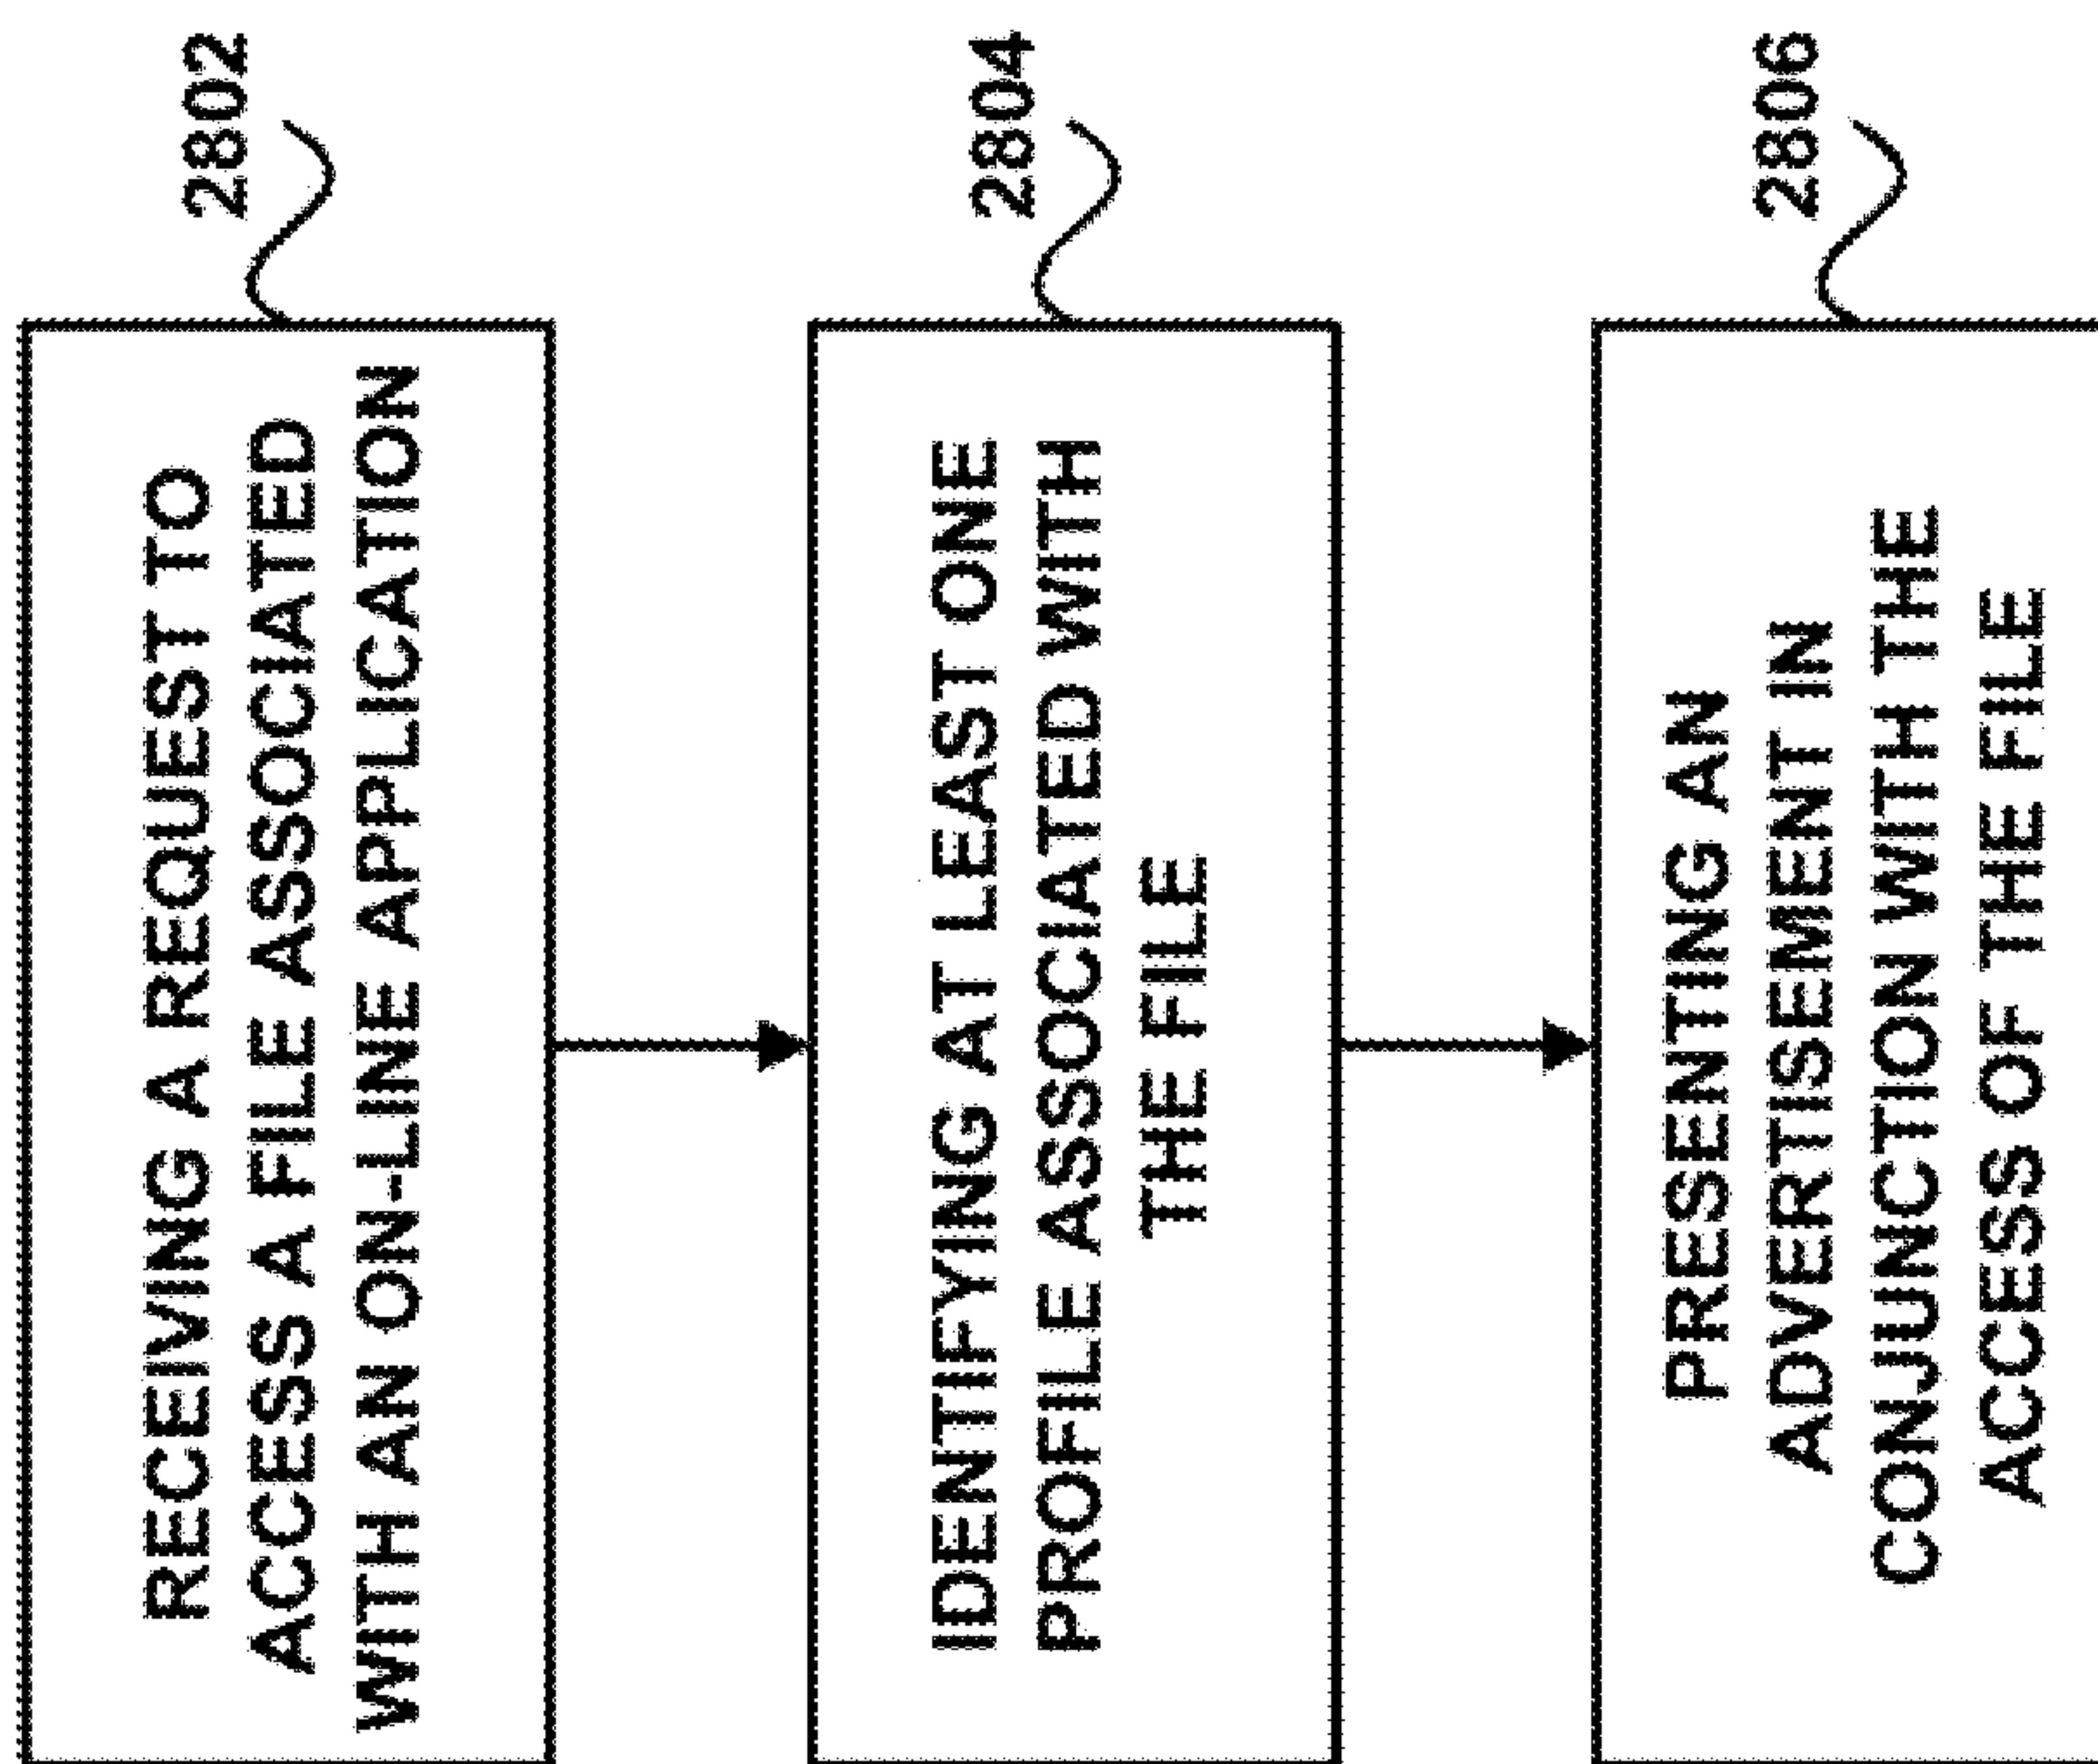 RECEIVING A REQUEST TO
ACCESS A FILE ASSOCIATED
WITH AN ON-LINE APPLICATION
2802
IDENTIFYING AT LEAST ONE
PROFILE ASSOCIATED WITH
THE FILE
2804
PRESENTING AN
ADVERTISEMENT IN
CONJUNCTION WITH THE
ACCESS OF THE FILE
2806